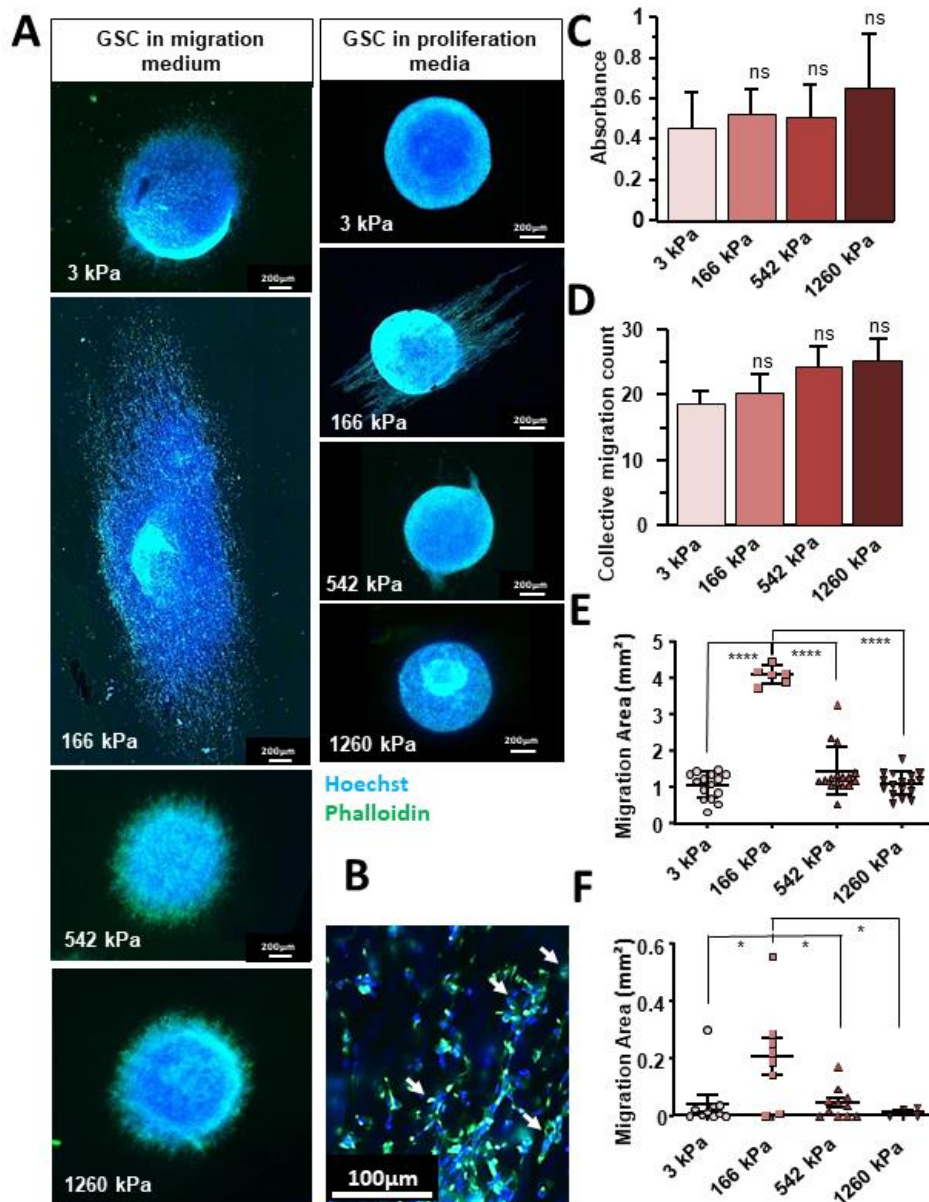 A
GSC in migration
medium
3 kPa
200µm
166 kPa
200µm
542 kPa
200µm
1260 kPa
GSC in proliferation
media
3 kPa
200µm
166 kPa
200µm
542 kPa
200µm
1260 kPa
200µm
Hoechst
Phalloidin
B
100µm
C
Absorbance
1
0.8
0.6
0.4
0.2
0
ns
ns
ns
3 kPa
166 kPa
542 kPa
1260 kPa
D
Collective migration count
30
20
10
0
ns
ns
ns
3 kPa
166 kPa
542 kPa
1260 kPa
E
Migration Area (mm²)
5
4
3
2
1
0
****
****
****
3 kPa
166 kPa
542 kPa
1260 kPa
F
Migration Area (mm²)
0.6
0.4
0.2
0
*
*
*
3 kPa
166 kPa
542 kPa
1260 kPa